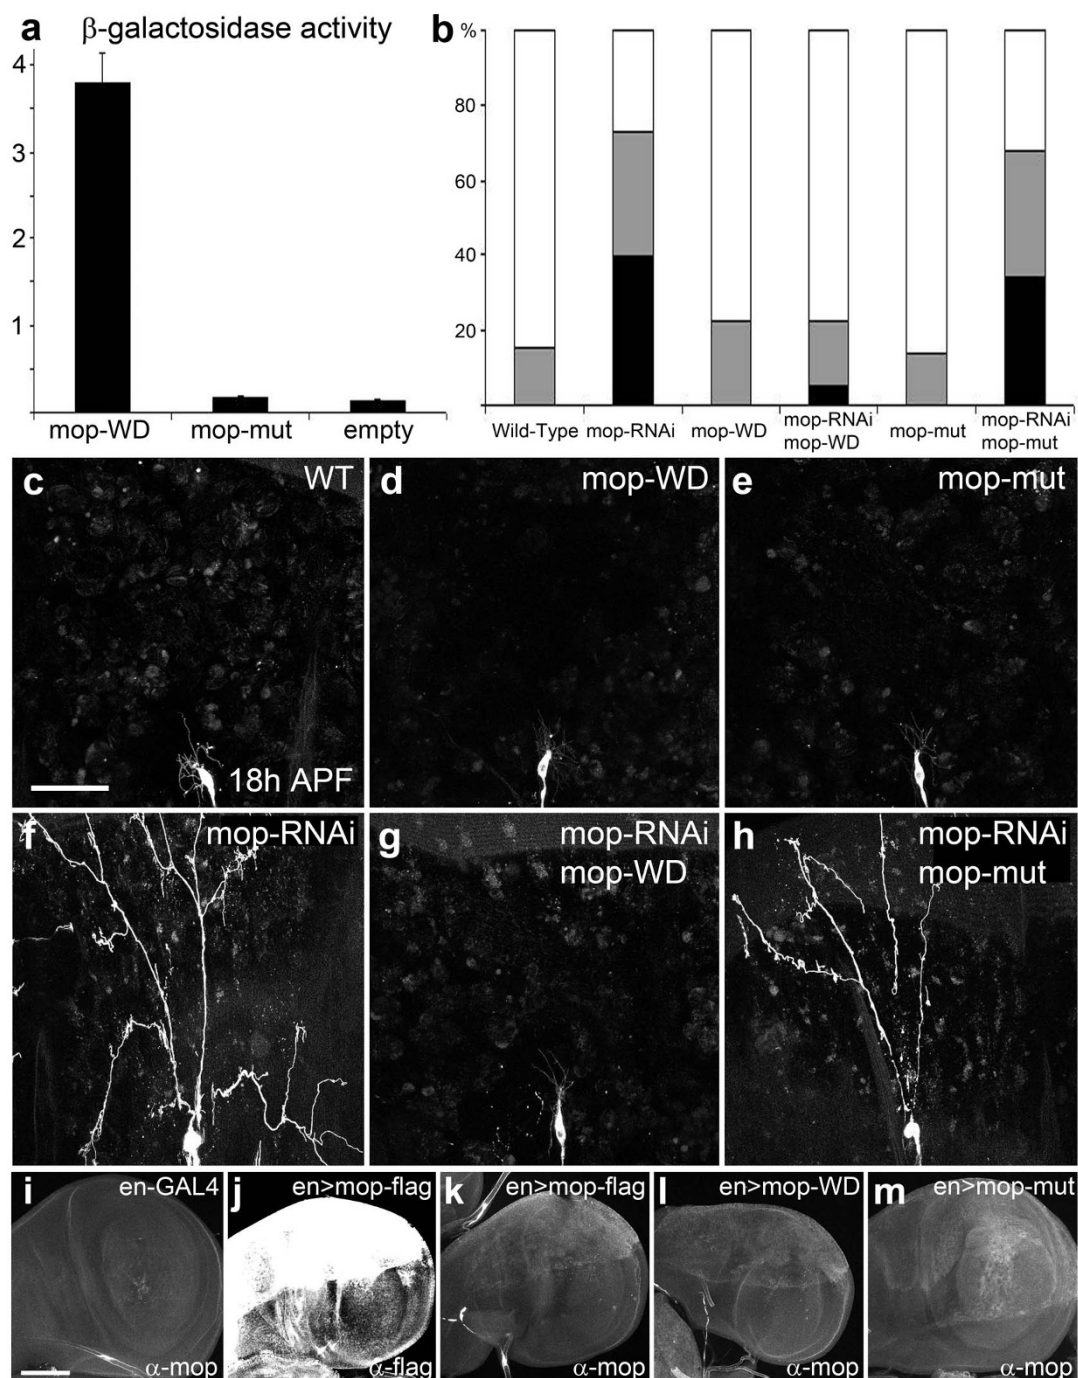 a β-galactosidase activity
4
3
2
1
mop-WD mop-mut empty
b %
80
60
40
20
Wild-Type mop-RNAi mop-WD mop-RNAi mop-WD mop-mut mop-RNAi mop-mut
c WT
18h APF
d mop-WD
e mop-mut
f mop-RNAi
g mop-RNAi
mop-WD
h mop-RNAi
mop-mut
i en-GAL4
α-mop
j en>mop-flag
α-flag
k en>mop-flag
α-mop
l en>mop-WD
α-mop
m en>mop-mut
α-mop